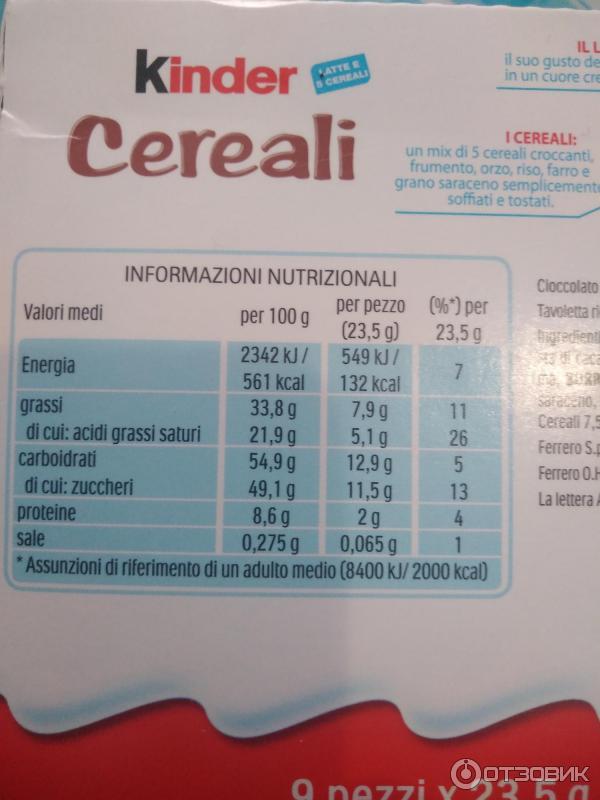 Kinder
LATTE E
5 CEREALI
Cereali
IL L
il suo gusto de
in un cuore cre
I CEREALI:
un mix di 5 cereali croccanti,
frumento, orzo, riso, farro e
grano saraceno semplicemente
soffiati e tostati.
INFORMAZIONI NUTRIZIONALI
Valori medi per 100 g per pezzo (23,5 g) (%*) per 23,5 g
Energia 2342 kJ / 561 kcal 549 kJ / 132 kcal 7
grassi 33,8 g 7,9 g 11
di cui: acidi grassi saturi 21,9 g 5,1 g 26
carboidrati 54,9 g 12,9 g 5
di cui: zuccheri 49,1 g 11,5 g 13
proteine 8,6 g 2 g 4
sale 0,275 g 0,065 g 1
* Assunzioni di riferimento di un adulto medio (8400 kJ/ 2000 kcal)
Cioccolato
Tavoletta ri
Ingredienti
saraceno,
Cereali 7,5
Ferrero S.p
Ferrero O.H
La lettera A
9 pezzi x 23,5 g
ОТЗОВИК